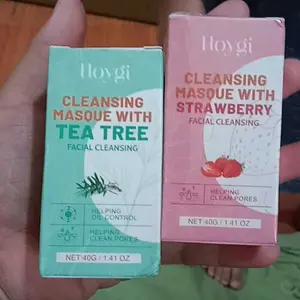 Hoygi
CLEANSING
MASQUE WITH
TEA TREE
FACIAL CLEANSING
HELPING
OIL CONTROL
HELPING
CLEAN PORES
NET 40G / 1.41 OZ
Hoygi
CLEANSING
MASQUE WITH
STRAWBERRY
FACIAL CLEANSING
HELPING
CLEAN PORES
NET 40G / 1.41 OZ